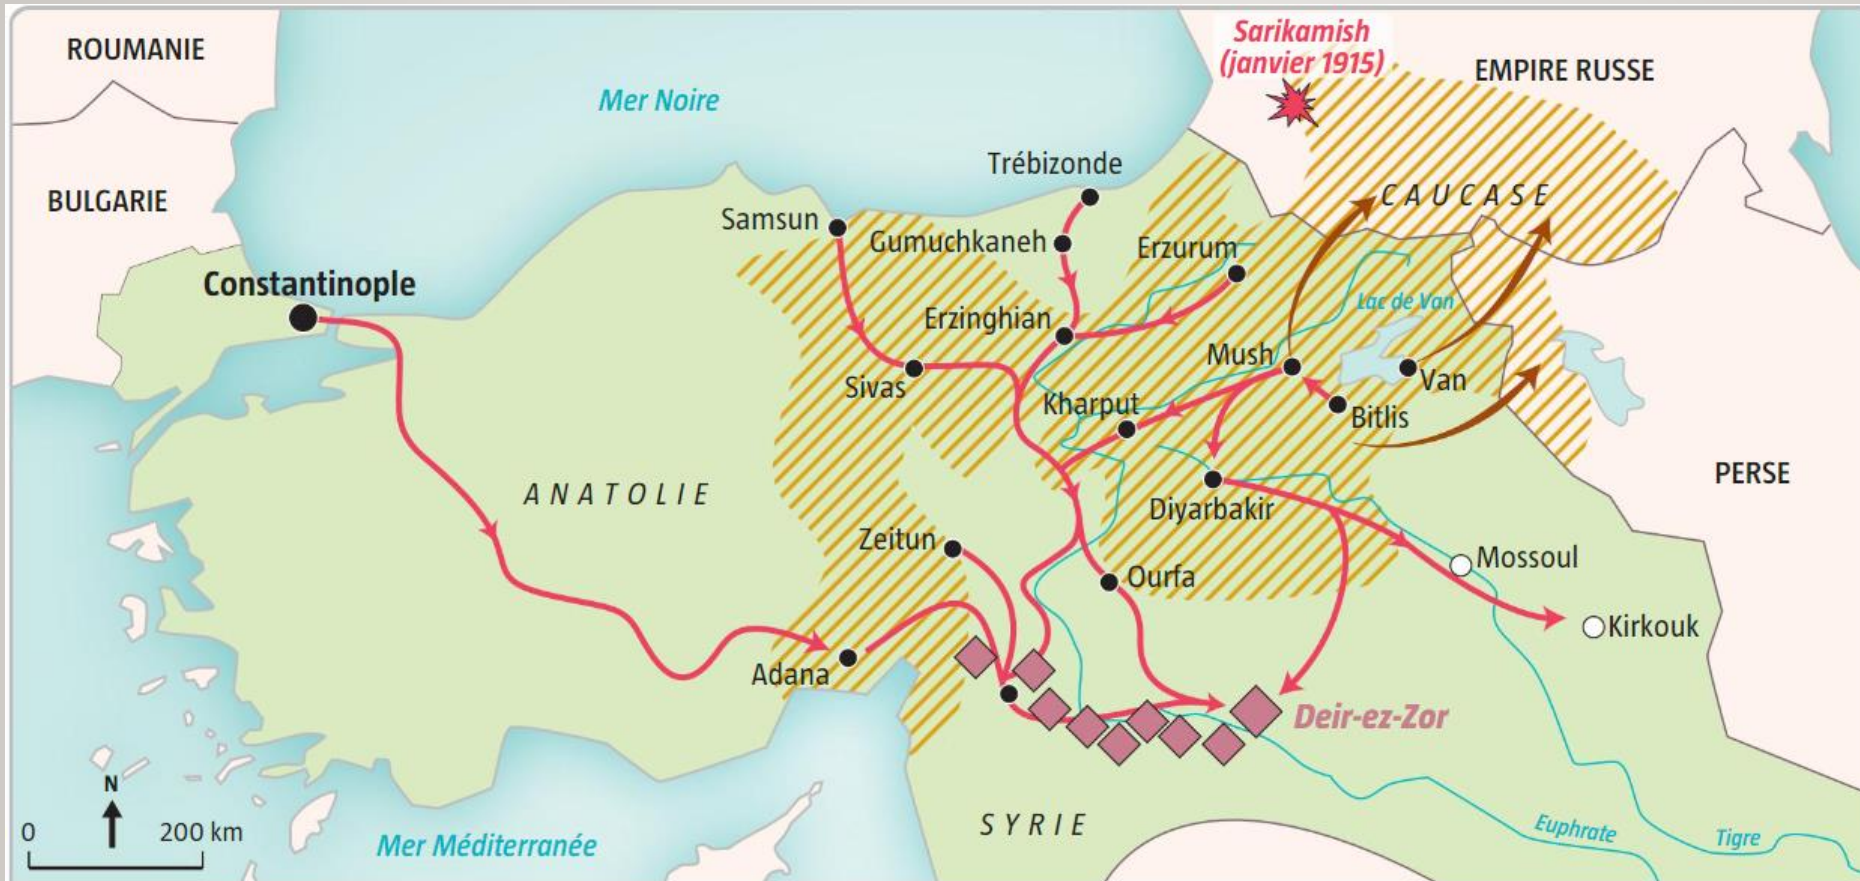 ROUMANIE
Sarikamish
(janvier 1915)
EMPIRE RUSSE
Mer Noire
Trébizonde
BULGARIE
CAUCASE
Samsun
Gumuchkaneh
Erzurum
Constantinople
Lac de Van
Erzinghian
Mush
Sivas
Van
Kharput
Bitlis
PERSE
ANATOLIE
Diyarbakir
Zeitun
Mossoul
Ourfa
Kirkouk
Adana
Deir-ez-Zor
N
0 200 km
SYRIE
Mer Méditerranée
Euphrate
Tigre